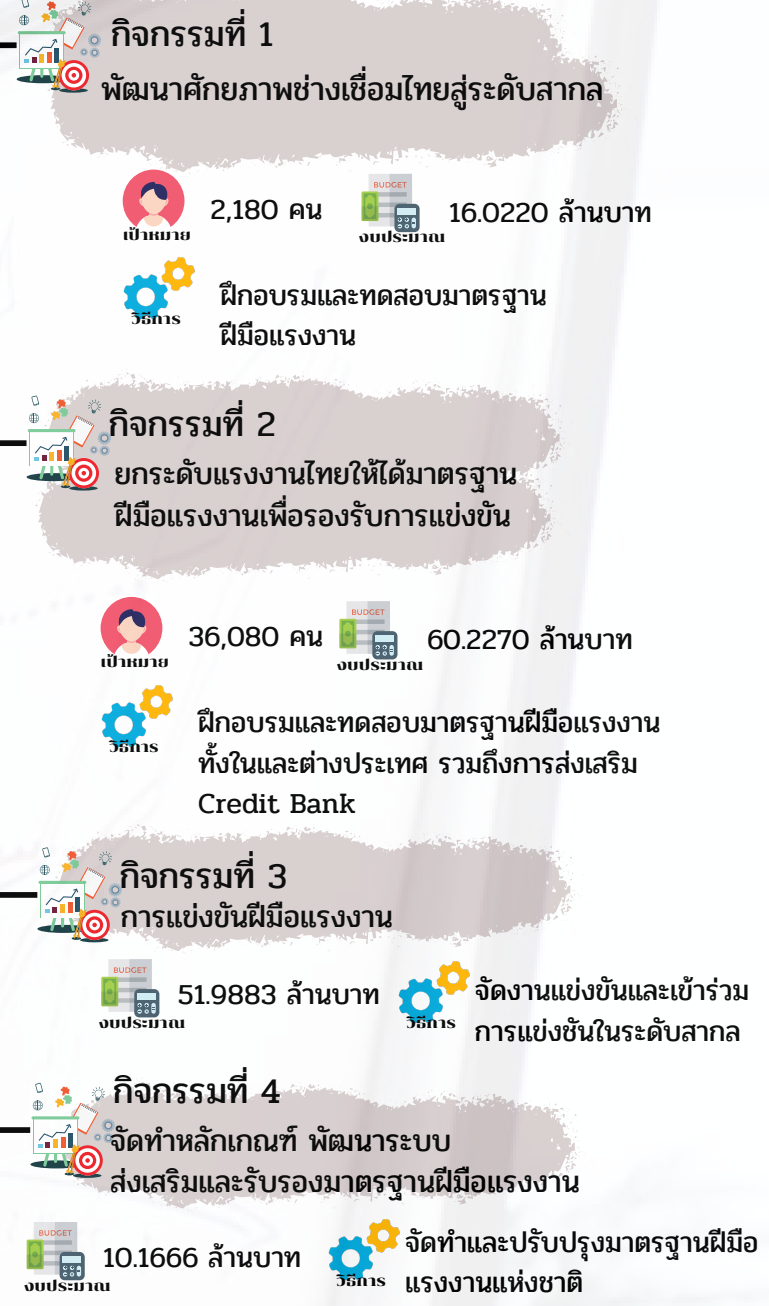 กิจกรรมที่ 1
พัฒนาศักยภาพช่างเชื่อมไทยสู่ระดับสากล
เป้าหมาย
2,180 คน
BUDGET
งบประมาณ
16.0220 ล้านบาท
วิธีการ
ฝึกอบรมและทดสอบมาตรฐาน
ฝีมือแรงงาน
กิจกรรมที่ 2
ยกระดับแรงงานไทยให้ได้มาตรฐาน
ฝีมือแรงงานเพื่อรองรับการแข่งขัน
เป้าหมาย
36,080 คน
BUDGET
งบประมาณ
60.2270 ล้านบาท
วิธีการ
ฝึกอบรมและทดสอบมาตรฐานฝีมือแรงงาน
ทั้งในและต่างประเทศ รวมถึงการส่งเสริม
Credit Bank
กิจกรรมที่ 3
การแข่งขันฝีมือแรงงาน
BUDGET
งบประมาณ
51.9883 ล้านบาท
วิธีการ
จัดงานแข่งขันและเข้าร่วม
การแข่งชันในระดับสากล
กิจกรรมที่ 4
จัดทำหลักเกณฑ์ พัฒนาระบบ
ส่งเสริมและรับรองมาตรฐานฝีมือแรงงาน
BUDGET
งบประมาณ
10.1666 ล้านบาท
วิธีการ
จัดทำและปรับปรุงมาตรฐานฝีมือ
แรงงานแห่งชาติ